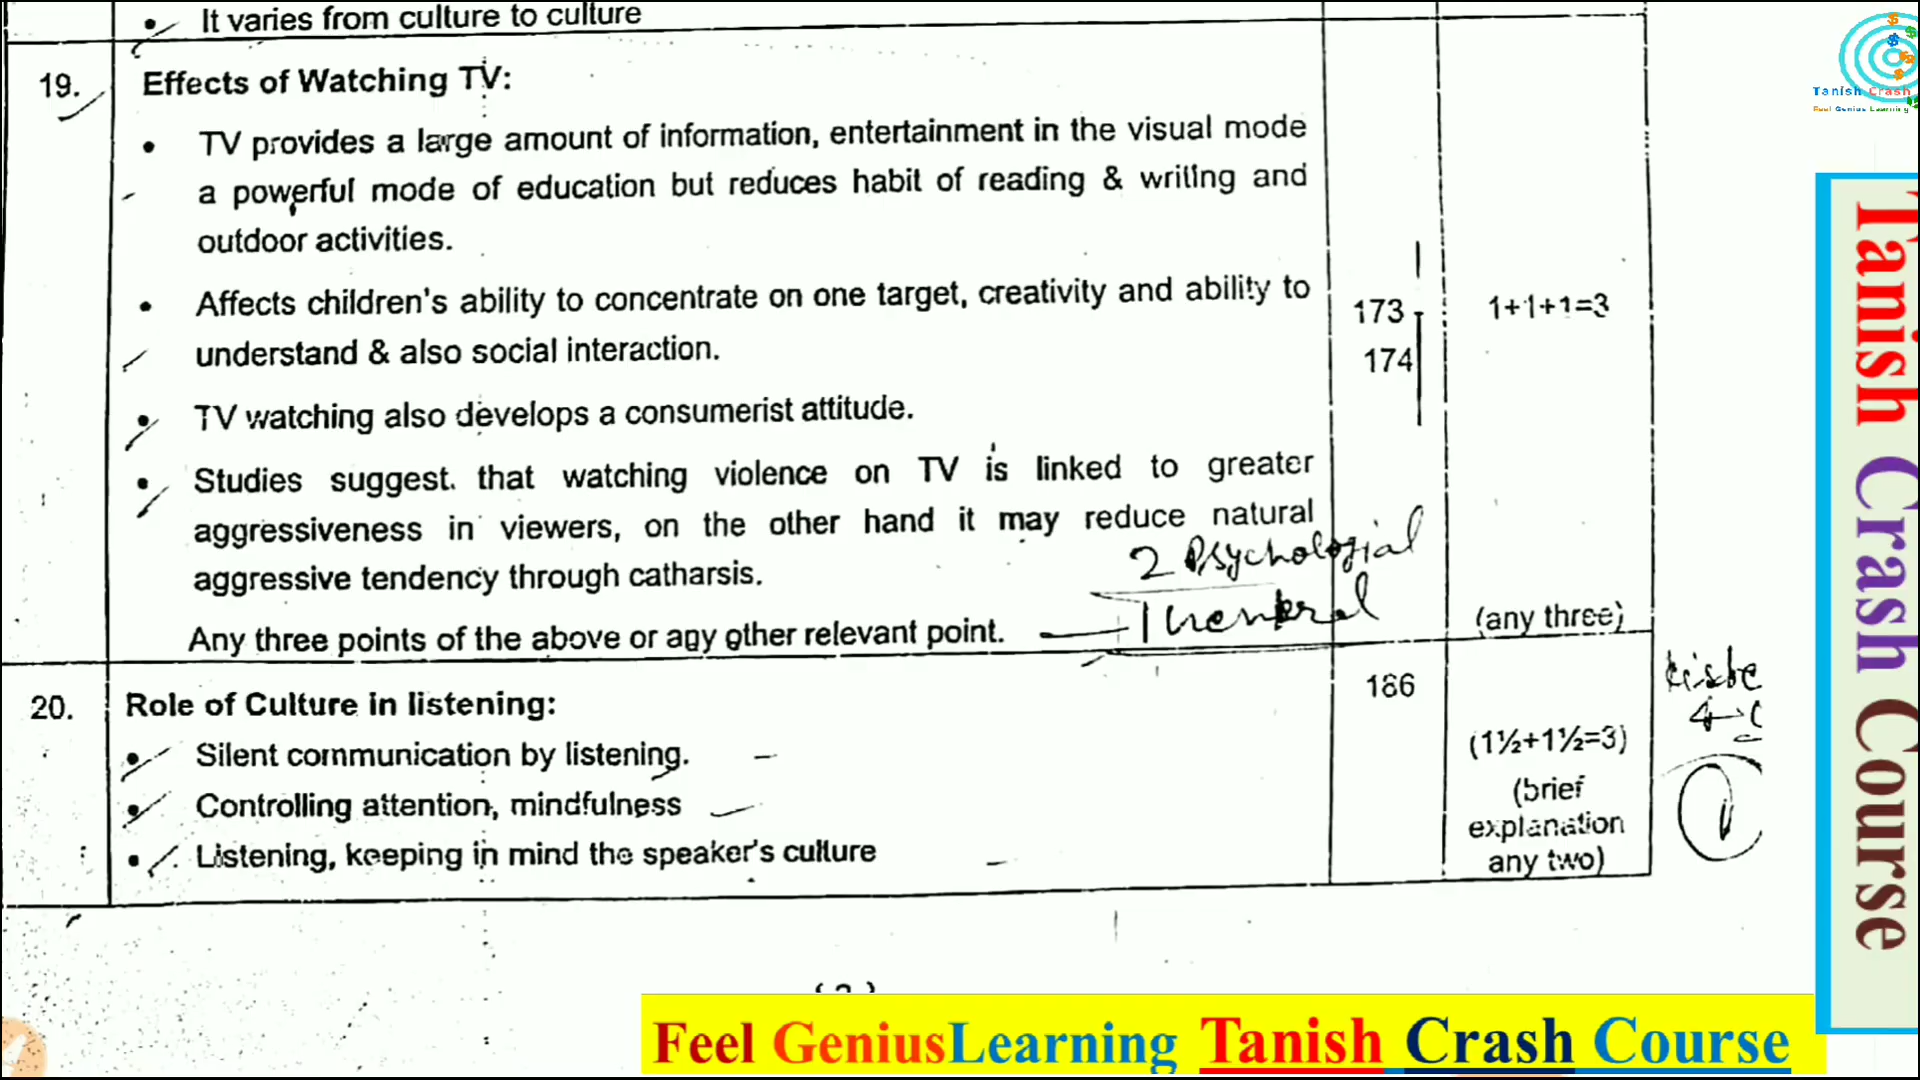 It varies from culture to culture
19. Effects of Watching TV:
• TV provides a large amount of information, entertainment in the visual mode
a powerful mode of education but reduces habit of reading & writing and
outdoor activities.
• Affects children's ability to concentrate on one target, creativity and ability to
understand & also social interaction.
173 -
174
1+1+1=3
• TV watching also develops a consumerist attitude.
• Studies suggest that watching violence on TV is linked to greater
aggressiveness in viewers, on the other hand it may reduce natural
aggressive tendency through catharsis.
2 Psychologial
Any three points of the above or any other relevant point.
(any three)
20. Role of Culture in listening:
186
• Silent communication by listening.
• Controlling attention, mindfulness
• Listening, keeping in mind the speaker's culture
(1½+1½=3)
(brief
explanation
any two)
Tanish Crash
Feel Genius Learning
Tanish Crash Course
Feel GeniusLearning Tanish Crash Course